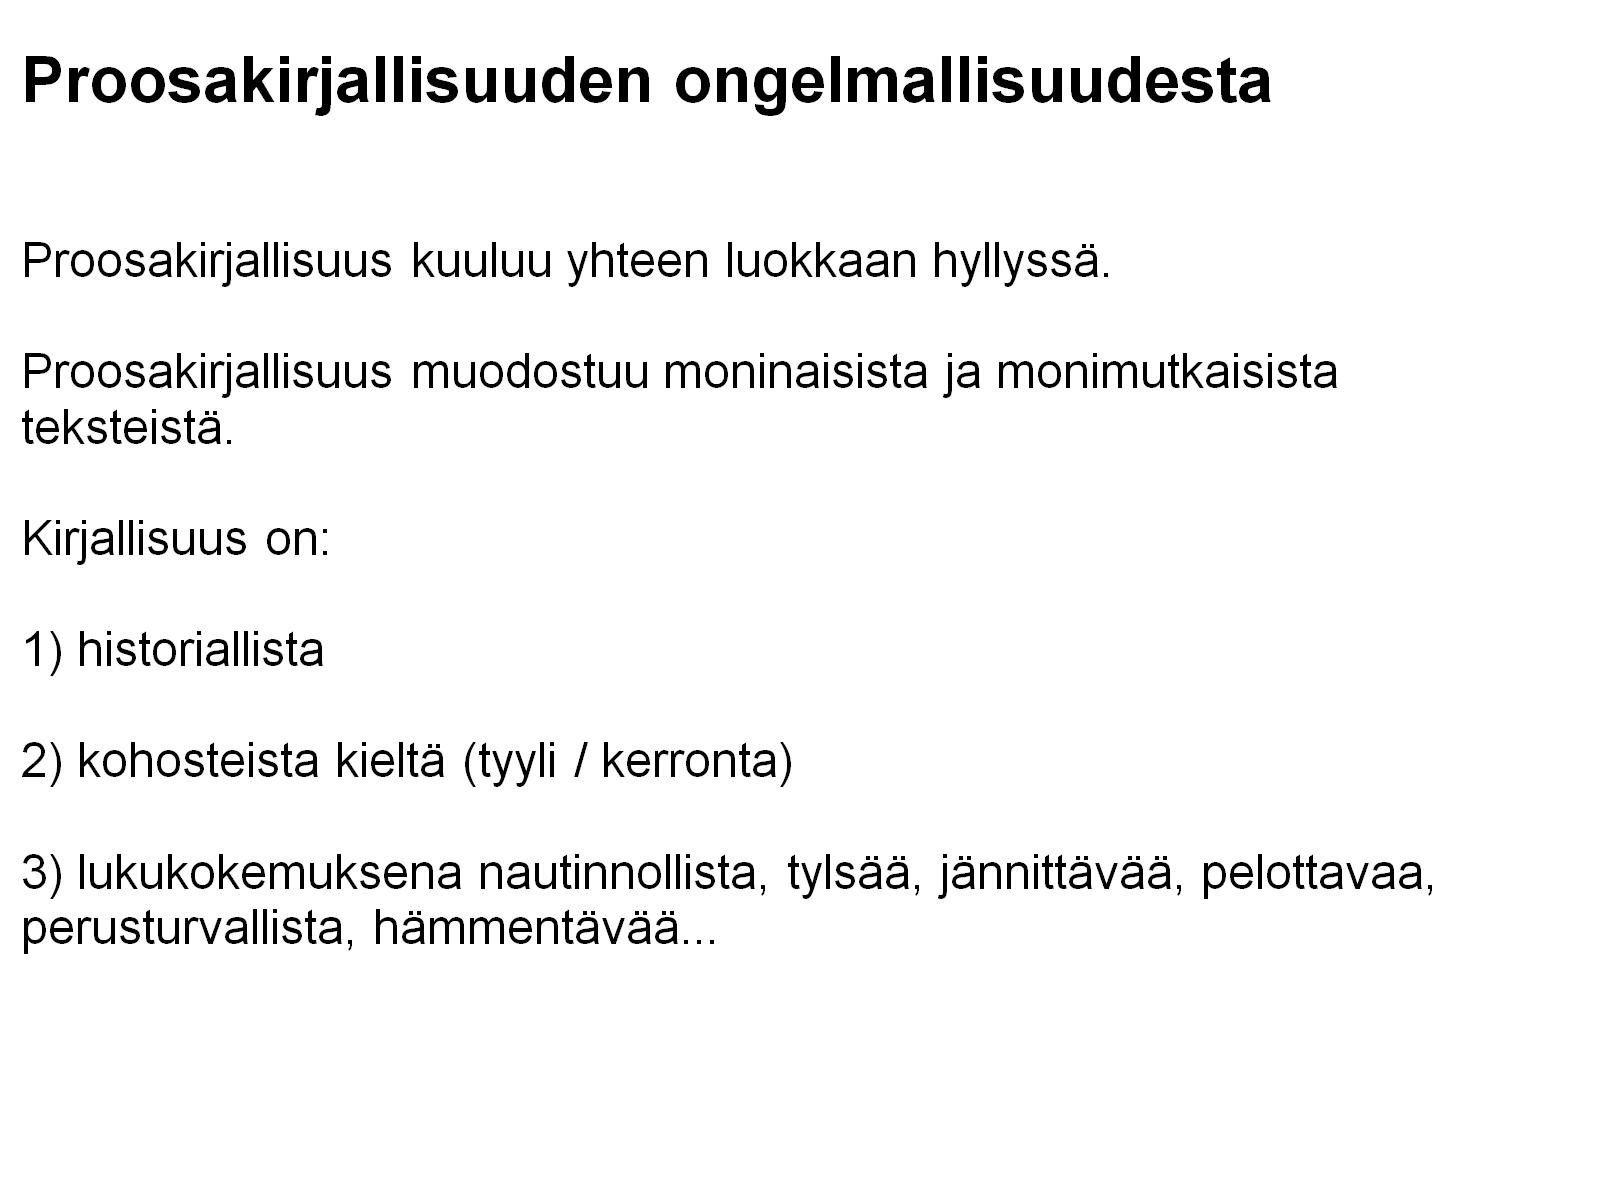 Proosakirjallisuuden ongelmallisuudesta
Proosakirjallisuus kuuluu yhteen luokkaan hyllyssä.
Proosakirjallisuus muodostuu moninaisista ja monimutkaisista
teksteistä.
Kirjallisuus on:
1) historiallista
2) kohosteista kieltä (tyyli / kerronta)
3) lukukokemuksena nautinnollista, tylsää, jännittävää, pelottavaa,
perusturvallista, hämmentävää...